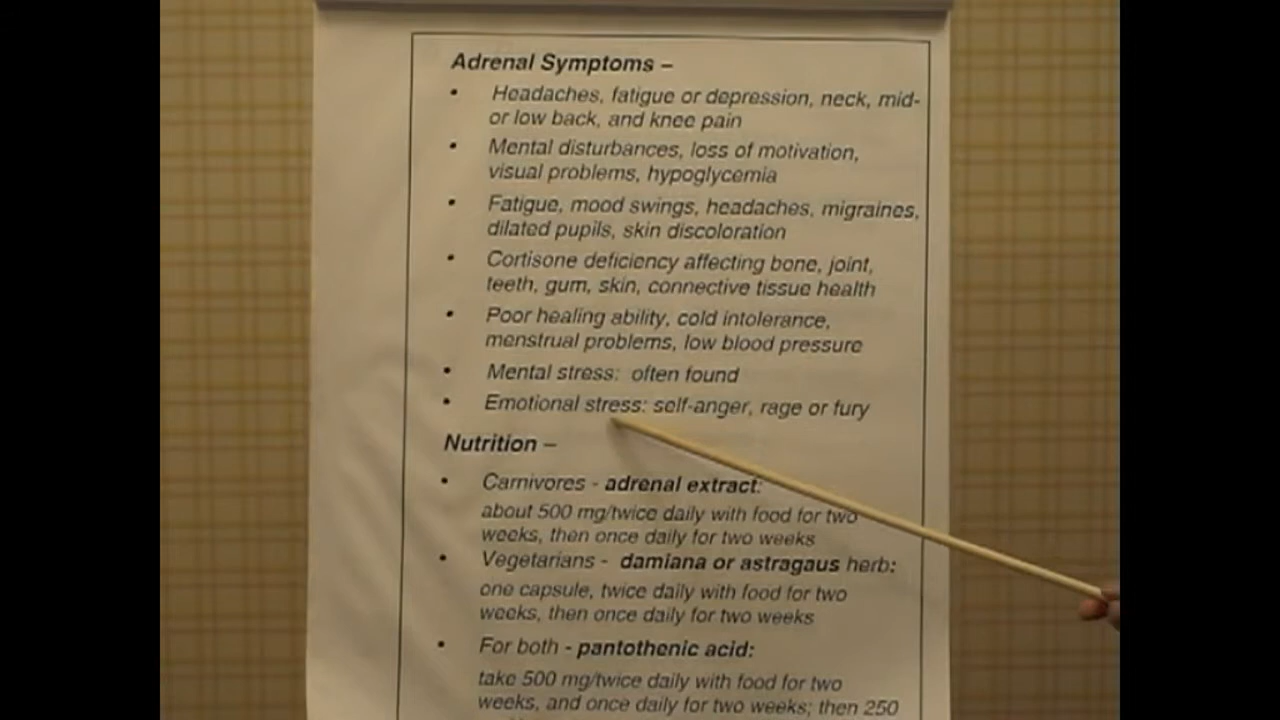 Adrenal Symptoms –
• Headaches, fatigue or depression, neck, mid-
or low back, and knee pain
• Mental disturbances, loss of motivation,
visual problems, hypoglycemia
• Fatigue, mood swings, headaches, migraines,
dilated pupils, skin discoloration
• Cortisone deficiency affecting bone, joint,
teeth, gum, skin, connective tissue health
• Poor healing ability, cold intolerance,
menstrual problems, low blood pressure
• Mental stress: often found
• Emotional stress: self-anger, rage or fury
Nutrition –
• Carnivores - adrenal extract:
about 500 mg/twice daily with food for two
weeks, then once daily for two weeks
• Vegetarians - damiana or astragaus herb:
one capsule, twice daily with food for two
weeks, then once daily for two weeks
• For both - pantothenic acid:
take 500 mg/twice daily with food for two
weeks, and once daily for two weeks; then 250